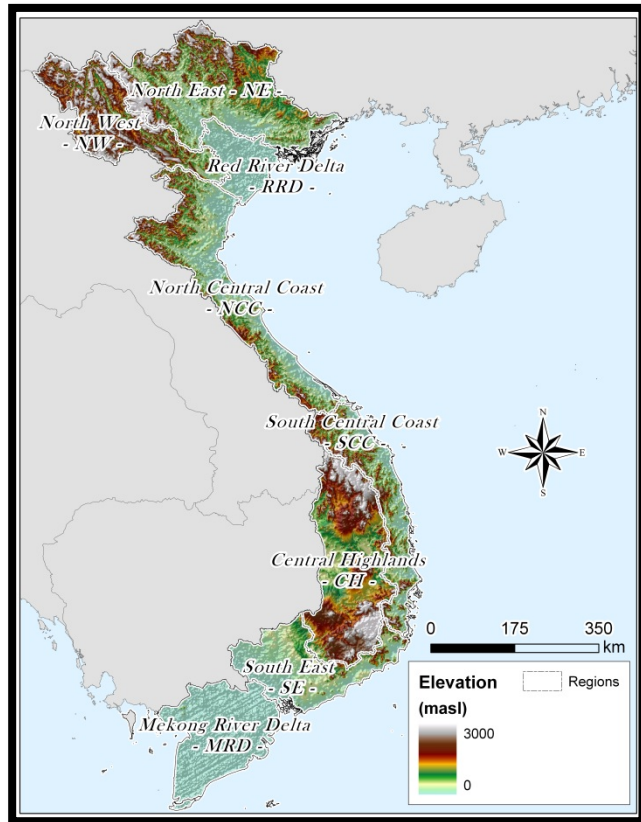 North East - NE -
North West
- NW -
Red River Delta
- RRD -
North Central Coast
- NCC -
South Central Coast
- SCC -
N
W E
S
Central Highlands
- CH -
0 175 350
km
South East
- SE -
Mekong River Delta
- MRD -
Elevation
(masl)
Regions
3000
0